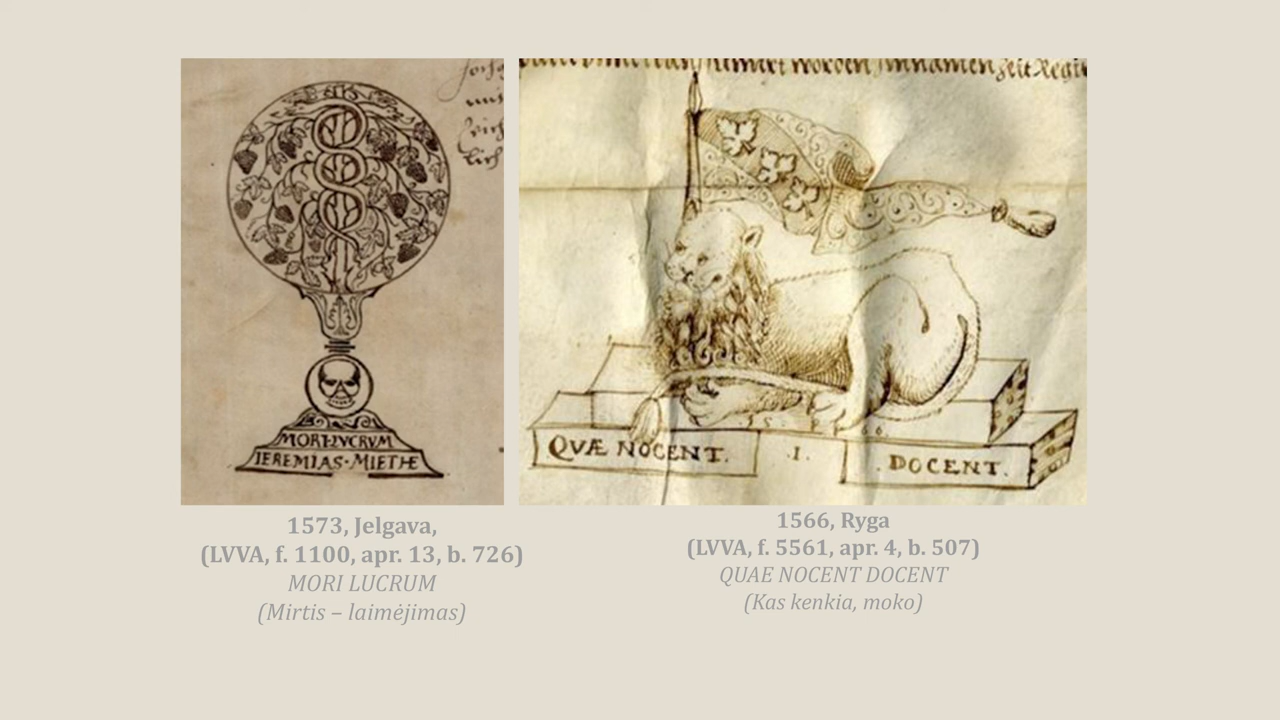 MORI·LVCRVM
IEREMIAS·MIETHE
QVÆ NOCENT. .I. .DOCENT.
1573, Jelgava,
(LVVA, f. 1100, apr. 13, b. 726)
MORI LUCRUM
(Mirtis – laimėjimas)
1566, Ryga
(LVVA, f. 5561, apr. 4, b. 507)
QUAE NOCENT DOCENT
(Kas kenkia, moko)